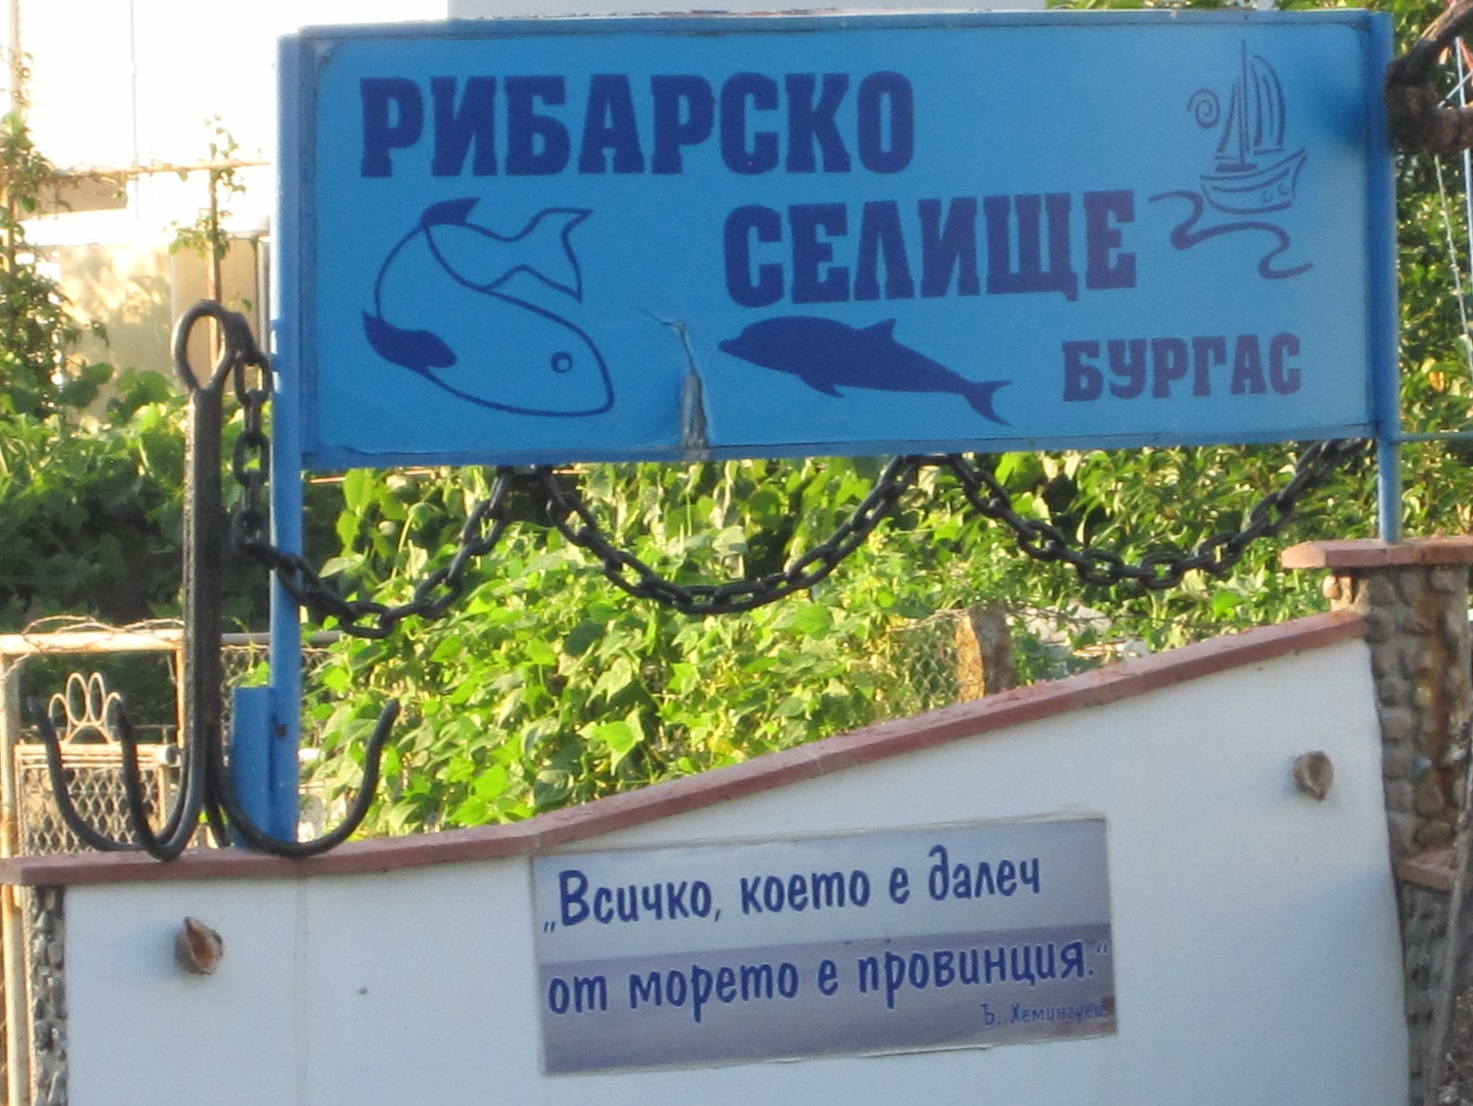 РИБАРСКО
СЕЛИЩЕ
БУРГАС
„Всичко, което е далеч
от морето е провинция.“
Ъ. Хемингуей